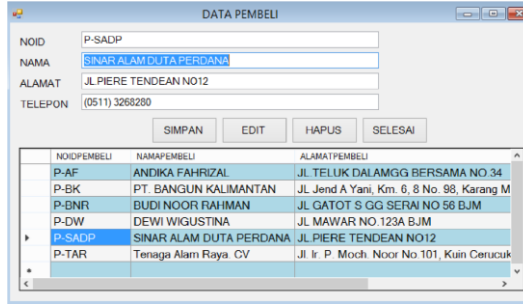 DATA PEMBELI
NOID P-SADP
NAMA SINAR ALAM DUTA PERDANA
ALAMAT JL.PIERE TENDEAN NO12
TELEPON (0511) 3268280
SIMPAN EDIT HAPUS SELESAI
NOIDPEMBELI NAMAPEMBELI ALAMATPEMBELI
P-AF ANDIKA FAHRIZAL JL.TELUK DALAMGG BERSAMA NO.34
P-BK PT. BANGUN KALIMANTAN JL Jend A Yani, Km. 6, 8 No. 98, Karang M
P-BNR BUDI NOOR RAHMAN JL GATOT S GG SERAI NO 56 BJM
P-DW DEWI WIGUSTINA JL MAWAR NO.123A BJM
P-SADP SINAR ALAM DUTA PERDANA JL.PIERE TENDEAN NO12
P-TAR Tenaga Alam Raya. CV Jl. Ir. P. Moch. Noor No.101, Kuin Cerucuk